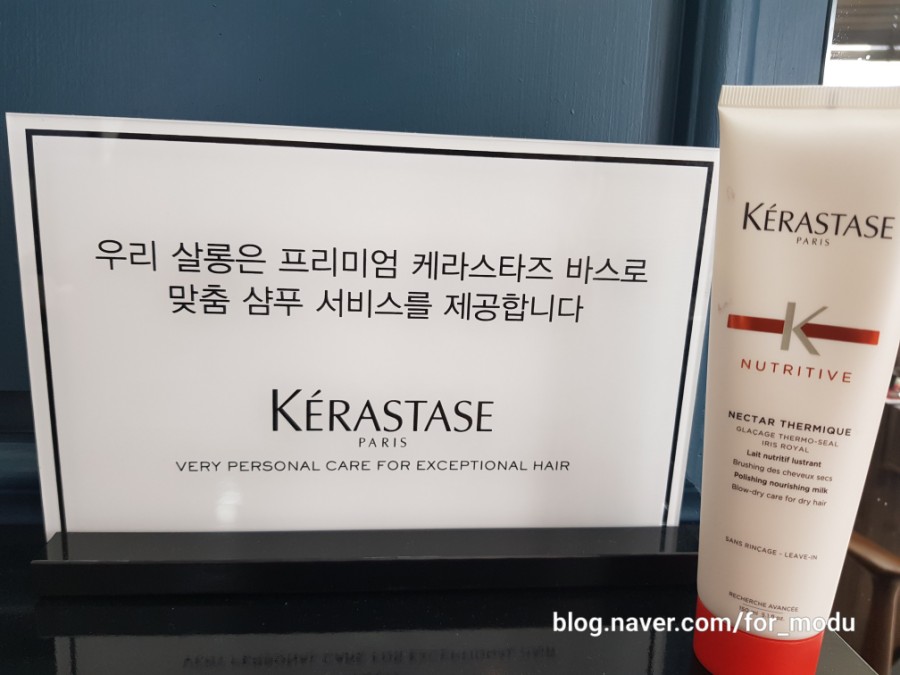 우리 살롱은 프리미엄 케라스타즈 바스로
맞춤 샴푸 서비스를 제공합니다
KÉRASTASE
PARIS
VERY PERSONAL CARE FOR EXCEPTIONAL HAIR
KÉRASTASE
PARIS
K
NUTRITIVE
NECTAR THERMIQUE
GLAÇAGE THERMO-SEAL
IRIS ROYAL
Lait nutritif lustrant
Brushing des cheveux secs
Polishing nourishing milk
Blow-dry care for dry hair
SANS RINÇAGE - LEAVE-IN
RECHERCHE AVANCÉE
blog.naver.com/for_modu